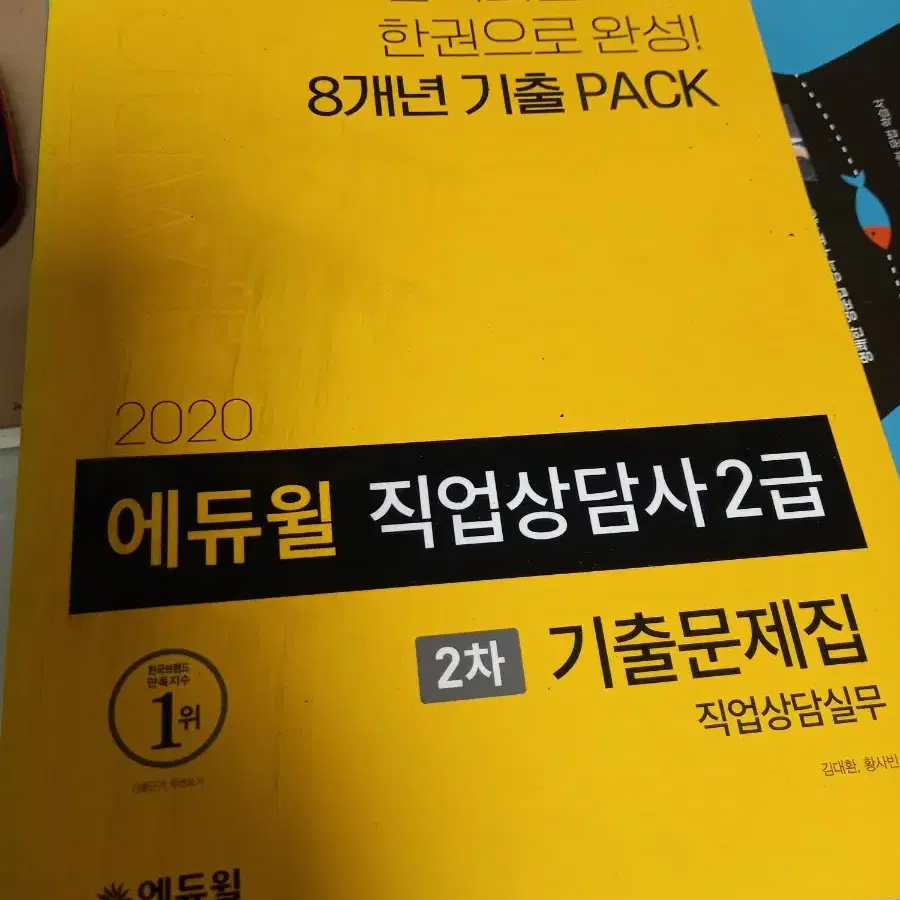 한권으로 완성!
8개년 기출 PACK
2020
에듀윌 직업상담사 2급
2차 기출문제집
직업상담실무
김대환, 황사빈
한국브랜드
만족지수
1위
에듀윌